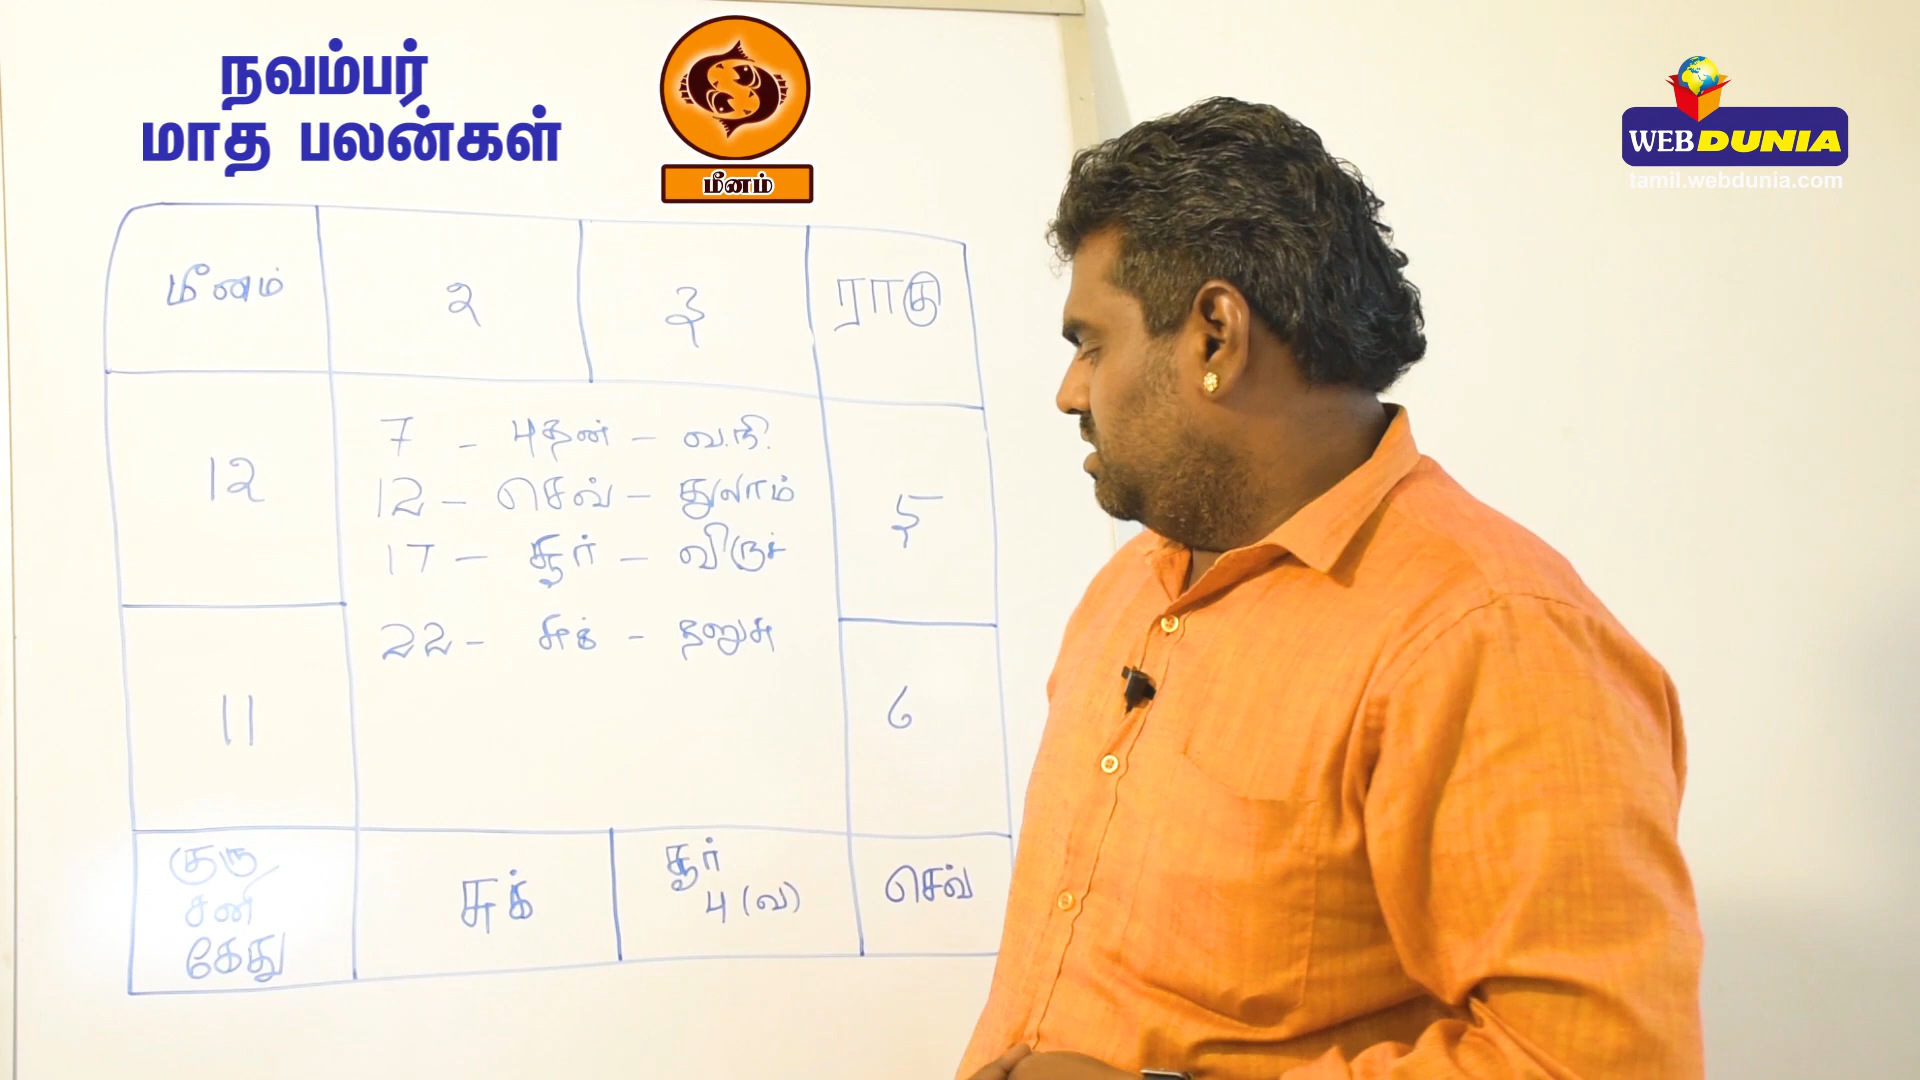 நவம்பர்
மாத பலன்கள்
மீனம்
WEBDUNIA
tamil.webdunia.com
மீனம்
2
3
ராகு
12
7 - புதன் - வ.நி.
12 - செவ் - துலாம்
17 - சூர் - விருச்
22 - சுக் - தனுசு
5
11
6
குரு
சனி
கேது
சுக்
சூர்
பு (வ)
செவ்